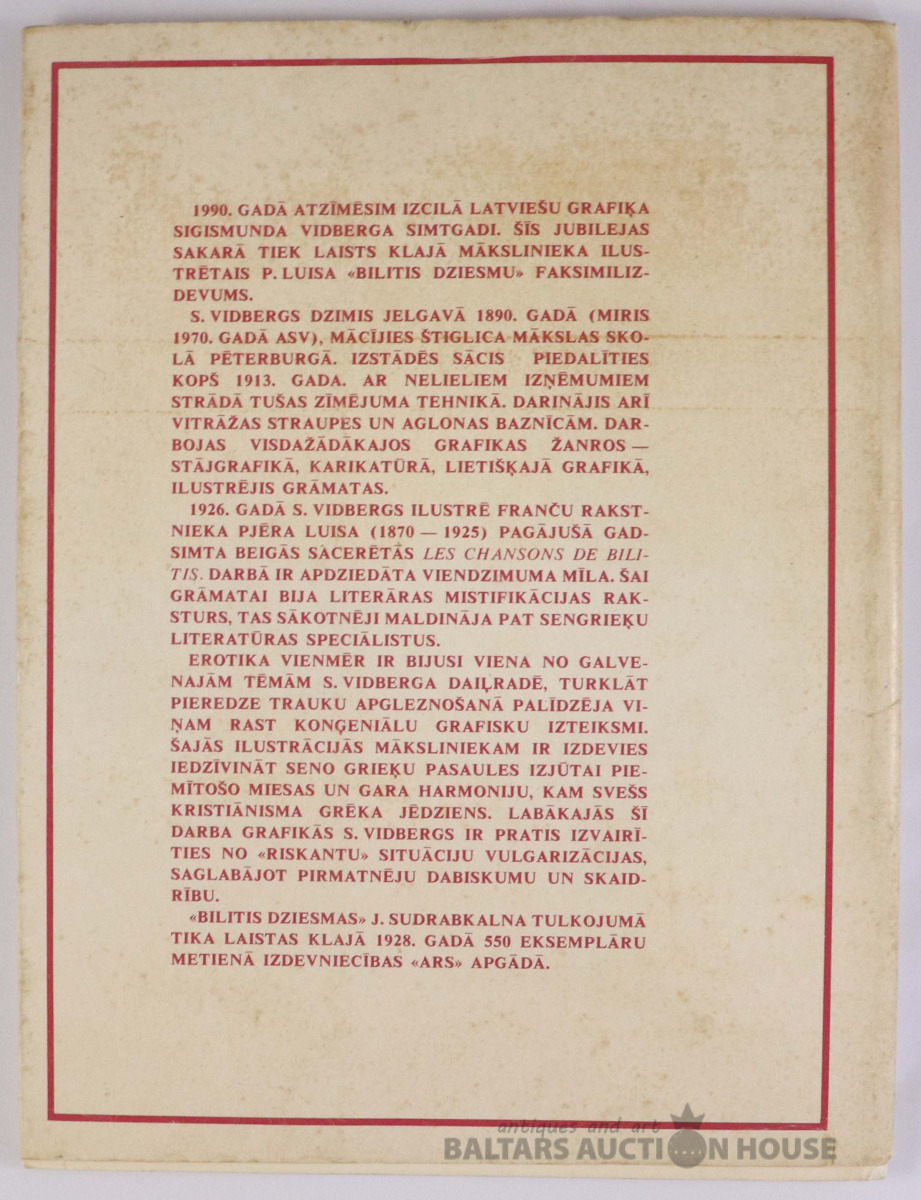 1990. GADĀ ATZĪMĒSIM IZCILĀ LATVIEŠU GRAFIĶA
SIGISMUNDA VIDBERGA SIMTGADI. ŠĪS JUBILEJAS
SAKARĀ TIEK LAISTS KLAJĀ MĀKSLINIEKA ILUS-
TRĒTAIS P. LUISA «BILITIS DZIESMU» FAKSIMILIZ-
DEVUMS.
S. VIDBERGS DZIMIS JELGAVĀ 1890. GADĀ (MIRIS
1970. GADĀ ASV), MĀCĪJIES ŠTIGLICA MĀKSLAS SKO-
LĀ PĒTERBURGĀ. IZSTĀDĒS SĀCIS PIEDALĪTIES
KOPŠ 1913. GADA. AR NELIELIEM IZŅĒMUMIEM
STRĀDĀ TUŠAS ZĪMĒJUMA TEHNIKĀ. DARINĀJIS ARĪ
VITRĀŽAS STRAUPES UN AGLONAS BAZNĪCĀM. DAR-
BOJAS VISDAŽĀDĀKAJOS GRAFIKAS ŽANROS —
STĀJGRAFIKĀ, KARIKATŪRĀ, LIETIŠĶAJĀ GRAFIKĀ,
ILUSTRĒJIS GRĀMATAS.
1926. GADĀ S. VIDBERGS ILUSTRĒ FRANČU RAKST-
NIEKA PJĒRA LUISA (1870 — 1925) PAGĀJUŠĀ GAD-
SIMTA BEIGĀS SACERĒTĀS LES CHANSONS DE BILI-
TIS. DARBĀ IR APDZIEDĀTA VIENDZIMUMA MĪLA. ŠAI
GRĀMATAI BIJA LITERĀRAS MISTIFIKĀCIJAS RAK-
STURS, TAS SĀKOTNĒJI MALDINĀJA PAT SENGRIEĶU
LITERATŪRAS SPECIĀLISTUS.
EROTIKA VIENMĒR IR BIJUSI VIENA NO GALVE-
NAJĀM TĒMĀM S. VIDBERGA DAIĻRADĒ, TURKLĀT
PIEREDZE TRAUKU APGLEZNOŠANĀ PALĪDZĒJA VI-
ŅAM RAST KONĢENIĀLU GRAFISKU IZTEIKSMI.
ŠAJĀS ILUSTRĀCIJĀS MĀKSLINIEKAM IR IZDEVIES
IEDZĪVINĀT SENO GRIEĶU PASAULES IZJŪTAI PIE-
MĪTOŠO MIESAS UN GARA HARMONIJU, KAM SVEŠS
KRISTIĀNISMA GRĒKA JĒDZIENS. LABĀKAJĀS ŠĪ
DARBA GRAFIKĀS S. VIDBERGS IR PRATIS IZVAIRĪ-
TIES NO «RISKANTU» SITUĀCIJU VULGARIZĀCIJAS,
SAGLABĀJOT PIRMATNĒJU DABISKUMU UN SKAID-
RĪBU.
«BILITIS DZIESMAS» J. SUDRABKALNA TULKOJUMĀ
TIKA LAISTAS KLAJĀ 1928. GADĀ 550 EKSEMPLĀRU
METIENĀ IZDEVNIECĪBAS «ARS» APGĀDĀ.
antiques and art
BALTARS AUCTION HOUSE